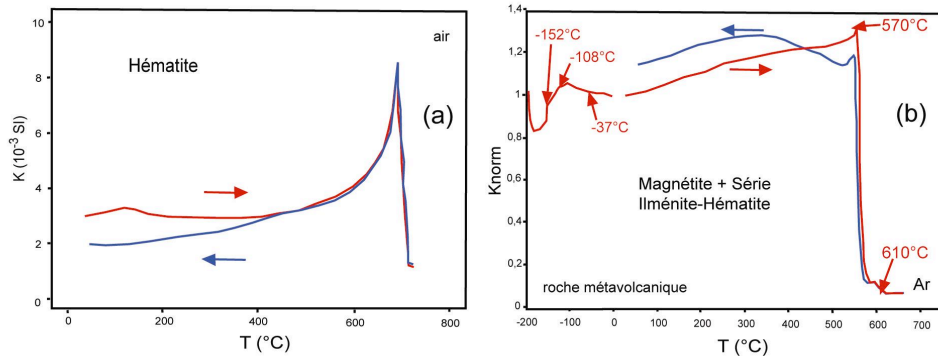 10
8
6
4
2
0
K (10⁻³ SI)
Hématite
air
(a)
0
200
400
600
800
T (°C)
1,4
1,2
1
0,8
0,6
1,4
0,2
0
Knorm
-152°C
-108°C
-37°C
570°C
(b)
Magnétite + Série
Ilménite-Hématite
610°C
roche métavolcanique
Ar
-200
-100
0
100
200
300
400
500
600
700
T (°C)